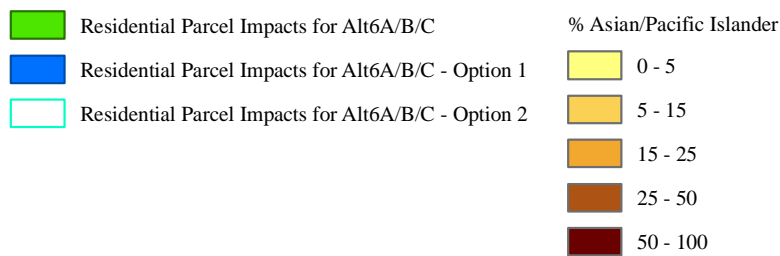 Residential Parcel Impacts for Alt6A/B/C
Residential Parcel Impacts for Alt6A/B/C - Option 1
Residential Parcel Impacts for Alt6A/B/C - Option 2
% Asian/Pacific Islander
0 - 5
5 - 15
15 - 25
25 - 50
50 - 100